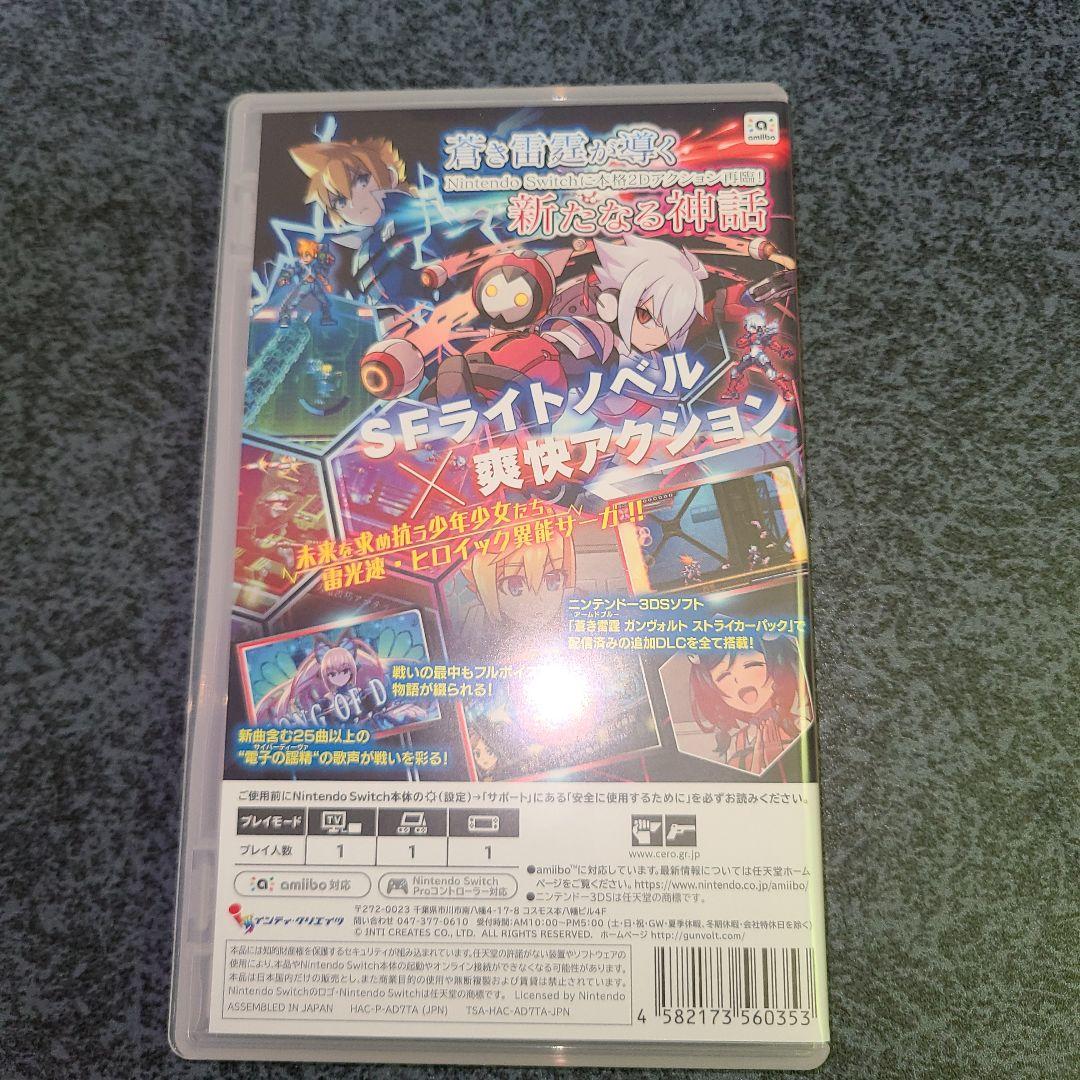 amiibo
蒼き雷霆が導く
Nintendo Switchに本格2Dアクション再臨!
新たなる神話
SFライトノベル
×爽快アクション
未来を求め抗う少年少女たち。
雷光速・ヒロイック異能サーガ!!
ニンテンドー3DSソフト
アームドブルー
「蒼き雷霆 ガンヴォルト ストライカーパック」で
配信済みの追加DLCを全て搭載!
戦いの最中もフルボイ
物語が綴られる!
OF D
新曲含む25曲以上の
サイバーディーヴァ
“電子の謡精“の歌声が戦いを彩る!
ご使用前にNintendo Switch本体の(設定)→「サポート」にある「安全に使用するために」を必ずお読みください。
プレイモード TV
プレイ人数 1 1 1
www.cero.gr.jp
amiibo 対応
Nintendo Switch
Proコントローラー対応
●amiibo™に対応しています。最新情報については任天堂ホーム
ページをご覧ください。https://www.nintendo.co.jp/amiibo/
●ニンテンドー3DSは任天堂の商標です。
インティ・クリエイツ
〒272-0023 千葉県市川市南八幡4-17-8 コスモス本八幡ビル4F
問い合わせ 047-377-0610 受付時間:AM10:00~PM5:00 (土・日・祝・GW・夏季休暇、冬期休暇・会社特休日を除く)
© INTI CREATES CO., LTD. ALL RIGHTS RESERVED. ホームページ http://gunvolt.com/
本品には知的財産権を保護するセキュリティが組み込まれています。任天堂の許諾がない装置やソフトウェアの
使用により、本品やNintendo Switch本体の起動やオンライン接続ができなくなる可能性があります。
本品は日本国内だけの販売とし、また商業目的の使用や無断複製および賃貸は禁止されています。
Nintendo Switchのロゴ・Nintendo Switchは任天堂の商標です。 Licensed by Nintendo
ASSEMBLED IN JAPAN HAC-P-AD7TA (JPN) TSA-HAC-AD7TA-JPN
4 582173 560353